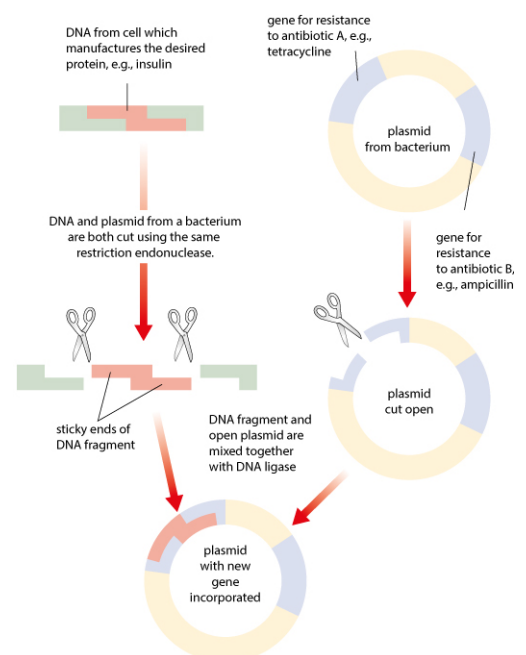 DNA from cell which
manufactures the desired
protein, e.g., insulin
gene for resistance
to antibiotic A, e.g.,
tetracycline
plasmid
from bacterium
DNA and plasmid from a bacterium
are both cut using the same
restriction endonuclease.
gene for
resistance
to antibiotic B,
e.g., ampicillin
plasmid
cut open
sticky ends of
DNA fragment
DNA fragment and
open plasmid are
mixed together
with DNA ligase
plasmid
with new
gene
incorporated